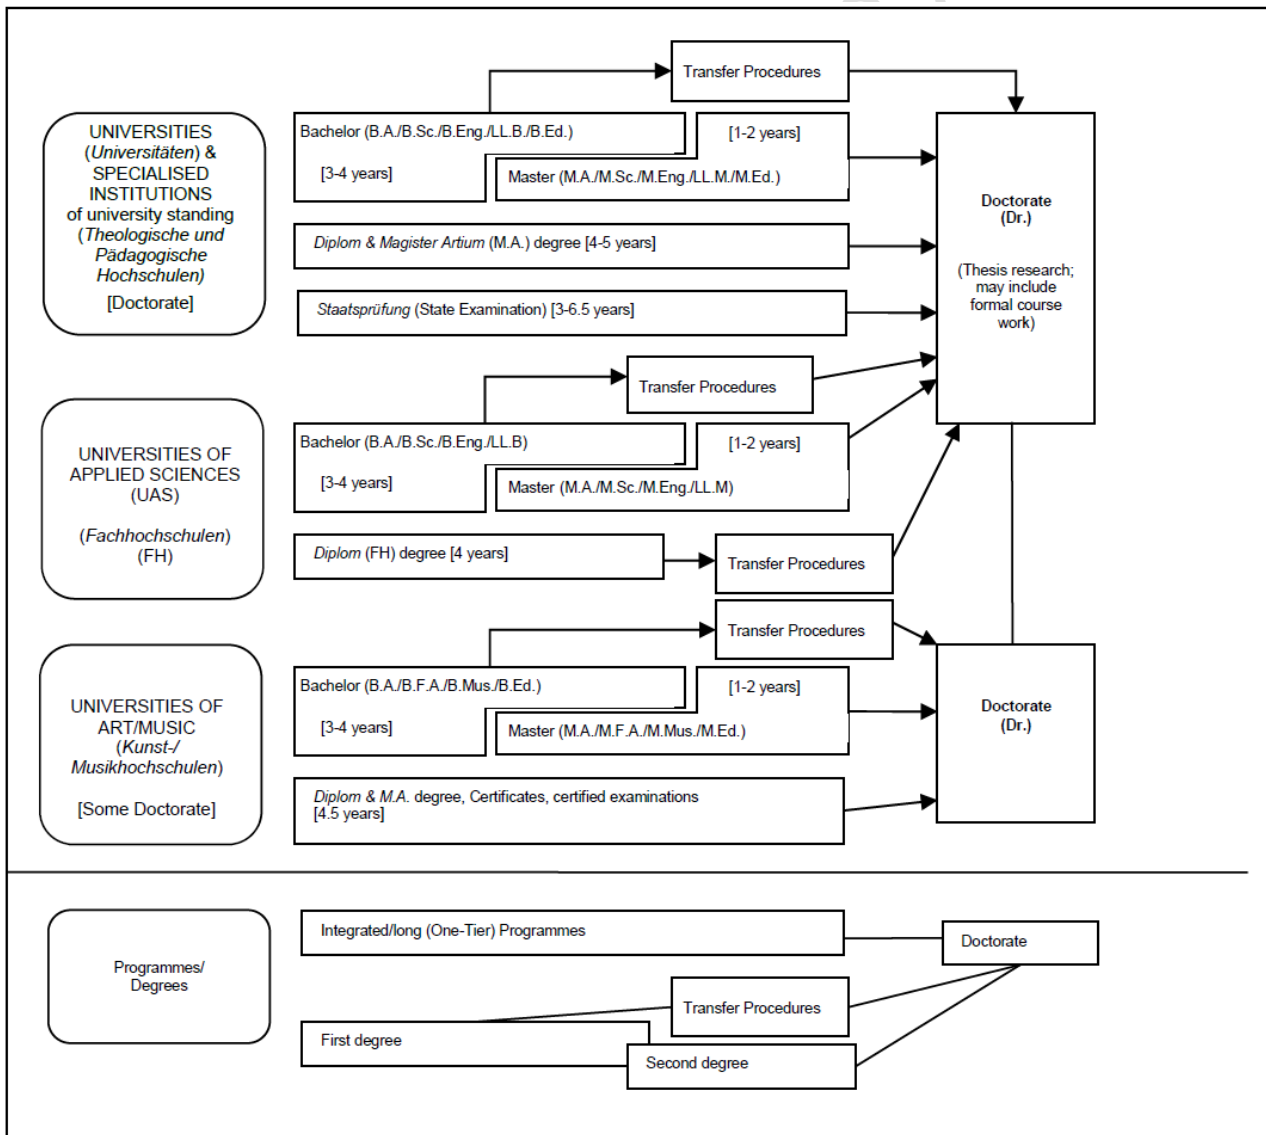 Transfer Procedures
UNIVERSITIES
(Universitäten) &
SPECIALISED
INSTITUTIONS
of university standing
(Theologische und
Pädagogische
Hochschulen)
[Doctorate]
Bachelor (B.A./B.Sc./B.Eng./LL.B./B.Ed.)
[3-4 years]
[1-2 years]
Master (M.A./M.Sc./M.Eng./LL.M./M.Ed.)
Diplom & Magister Artium (M.A.) degree [4-5 years]
Staatsprüfung (State Examination) [3-6.5 years]
Doctorate
(Dr.)
(Thesis research;
may include
formal course
work)
Transfer Procedures
UNIVERSITIES OF
APPLIED SCIENCES
(UAS)
(Fachhochschulen)
(FH)
Bachelor (B.A./B.Sc./B.Eng./LL.B)
[3-4 years]
[1-2 years]
Master (M.A./M.Sc./M.Eng./LL.M)
Diplom (FH) degree [4 years]
Transfer Procedures
Transfer Procedures
UNIVERSITIES OF
ART/MUSIC
(Kunst-/
Musikhochschulen)
[Some Doctorate]
Bachelor (B.A./B.F.A./B.Mus./B.Ed.)
[3-4 years]
[1-2 years]
Master (M.A./M.F.A./M.Mus./M.Ed.)
Diplom & M.A. degree, Certificates, certified examinations
[4.5 years]
Doctorate
(Dr.)
Programmes/
Degrees
Integrated/long (One-Tier) Programmes
Doctorate
Transfer Procedures
First degree
Second degree